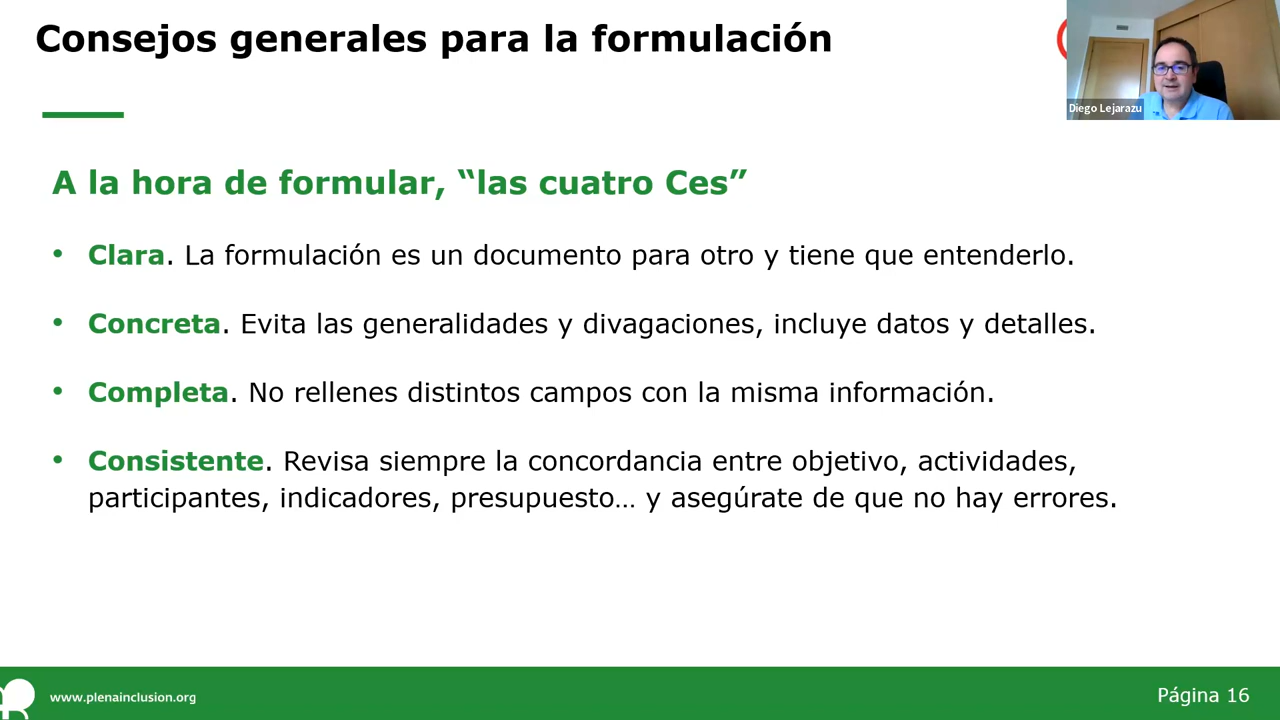 Consejos generales para la formulación
Diego Lejarazu
A la hora de formular, “las cuatro Ces”
• Clara. La formulación es un documento para otro y tiene que entenderlo.
• Concreta. Evita las generalidades y divagaciones, incluye datos y detalles.
• Completa. No rellenes distintos campos con la misma información.
• Consistente. Revisa siempre la concordancia entre objetivo, actividades,
participantes, indicadores, presupuesto… y asegúrate de que no hay errores.
www.plenainclusion.org
Página 16